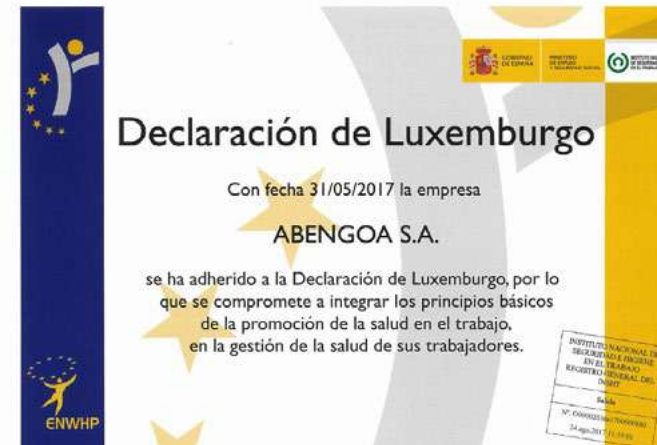 GOBIERNO
DE ESPAÑA
MINISTERIO
DE EMPLEO
Y SEGURIDAD SOCIAL
Declaración de Luxemburgo
Con fecha 31/05/2017 la empresa
ABENGOA S.A.
se ha adherido a la Declaración de Luxemburgo, por lo
que se compromete a integrar los principios básicos
de la promoción de la salud en el trabajo,
en la gestión de la salud de sus trabajadores.
ENWHP
INSTITUTO NACIONAL DE
SEGURIDAD E HIGIENE
EN EL TRABAJO
REGISTRO GENERAL DEL
INSHT
Salida